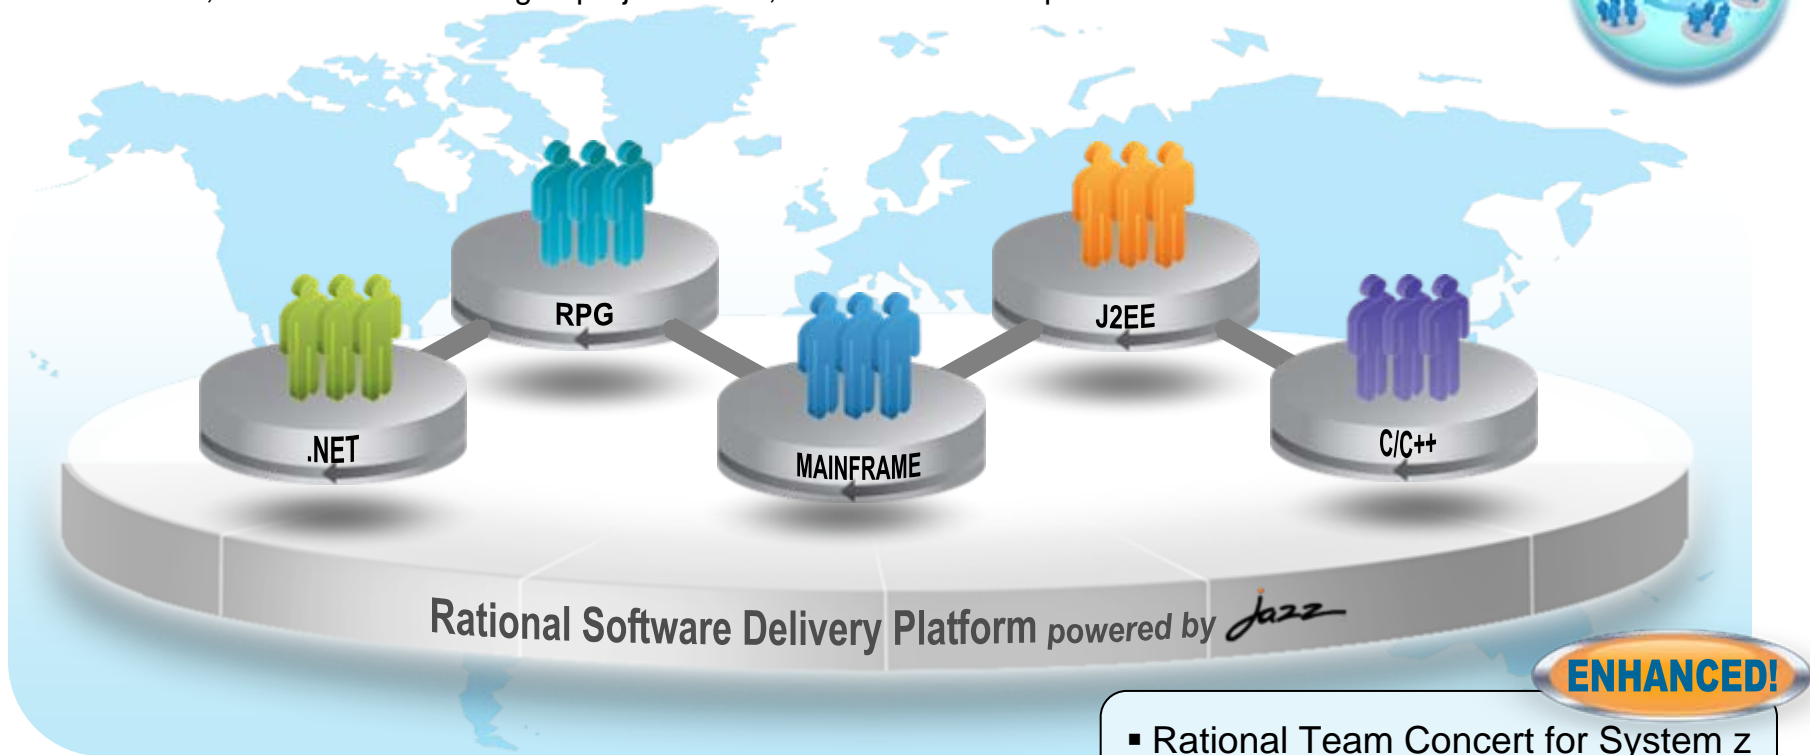 RPG
J2EE
.NET
MAINFRAME
C/C++
Rational Software Delivery Platform powered by jazz
ENHANCED!
▪ Rational Team Concert for System z